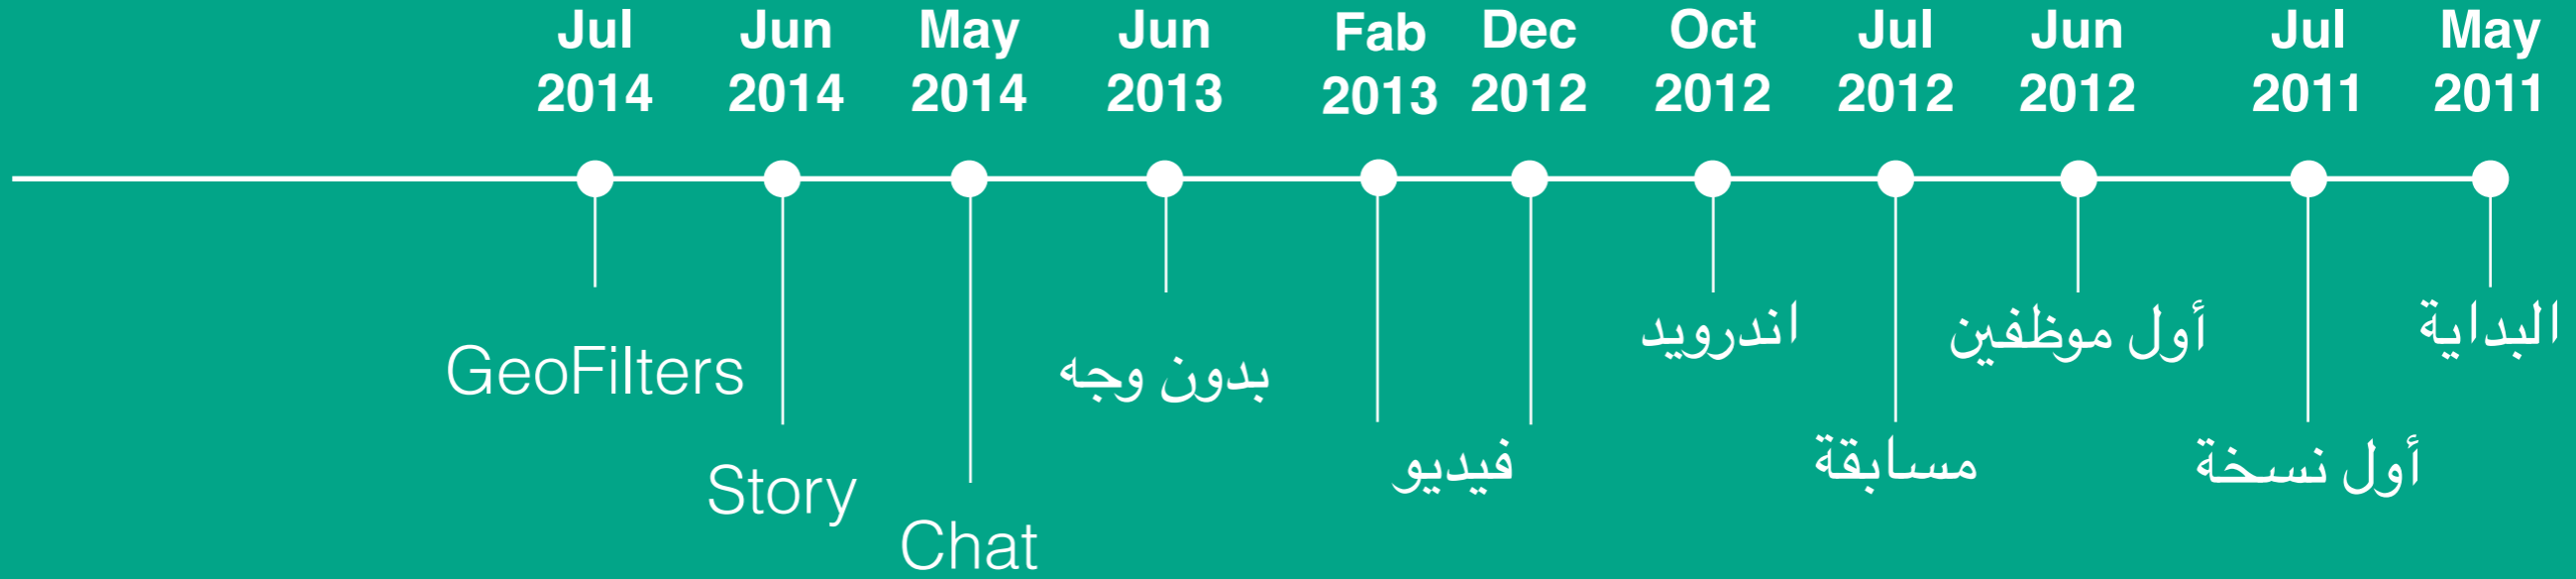 May 2011
Jul 2011
Jun 2012
Jul 2012
Oct 2012
Dec 2012
Fab 2013
Jun 2013
May 2014
Jun 2014
Jul 2014
البداية
أول نسخة
أول موظفين
مسابقة
اندرويد
فيديو
بدون وجه
Chat
Story
GeoFilters